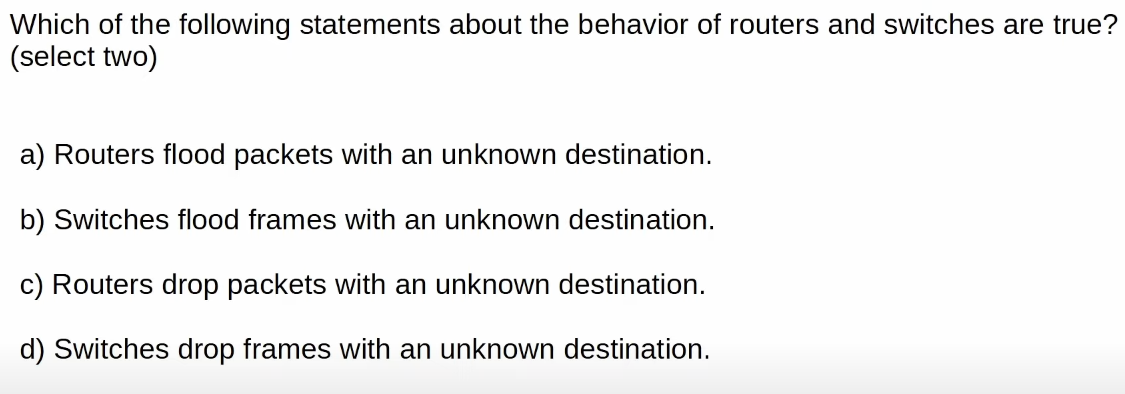 Which of the following statements about the behavior of routers and switches are true?
(select two)
a) Routers flood packets with an unknown destination.
b) Switches flood frames with an unknown destination.
c) Routers drop packets with an unknown destination.
d) Switches drop frames with an unknown destination.